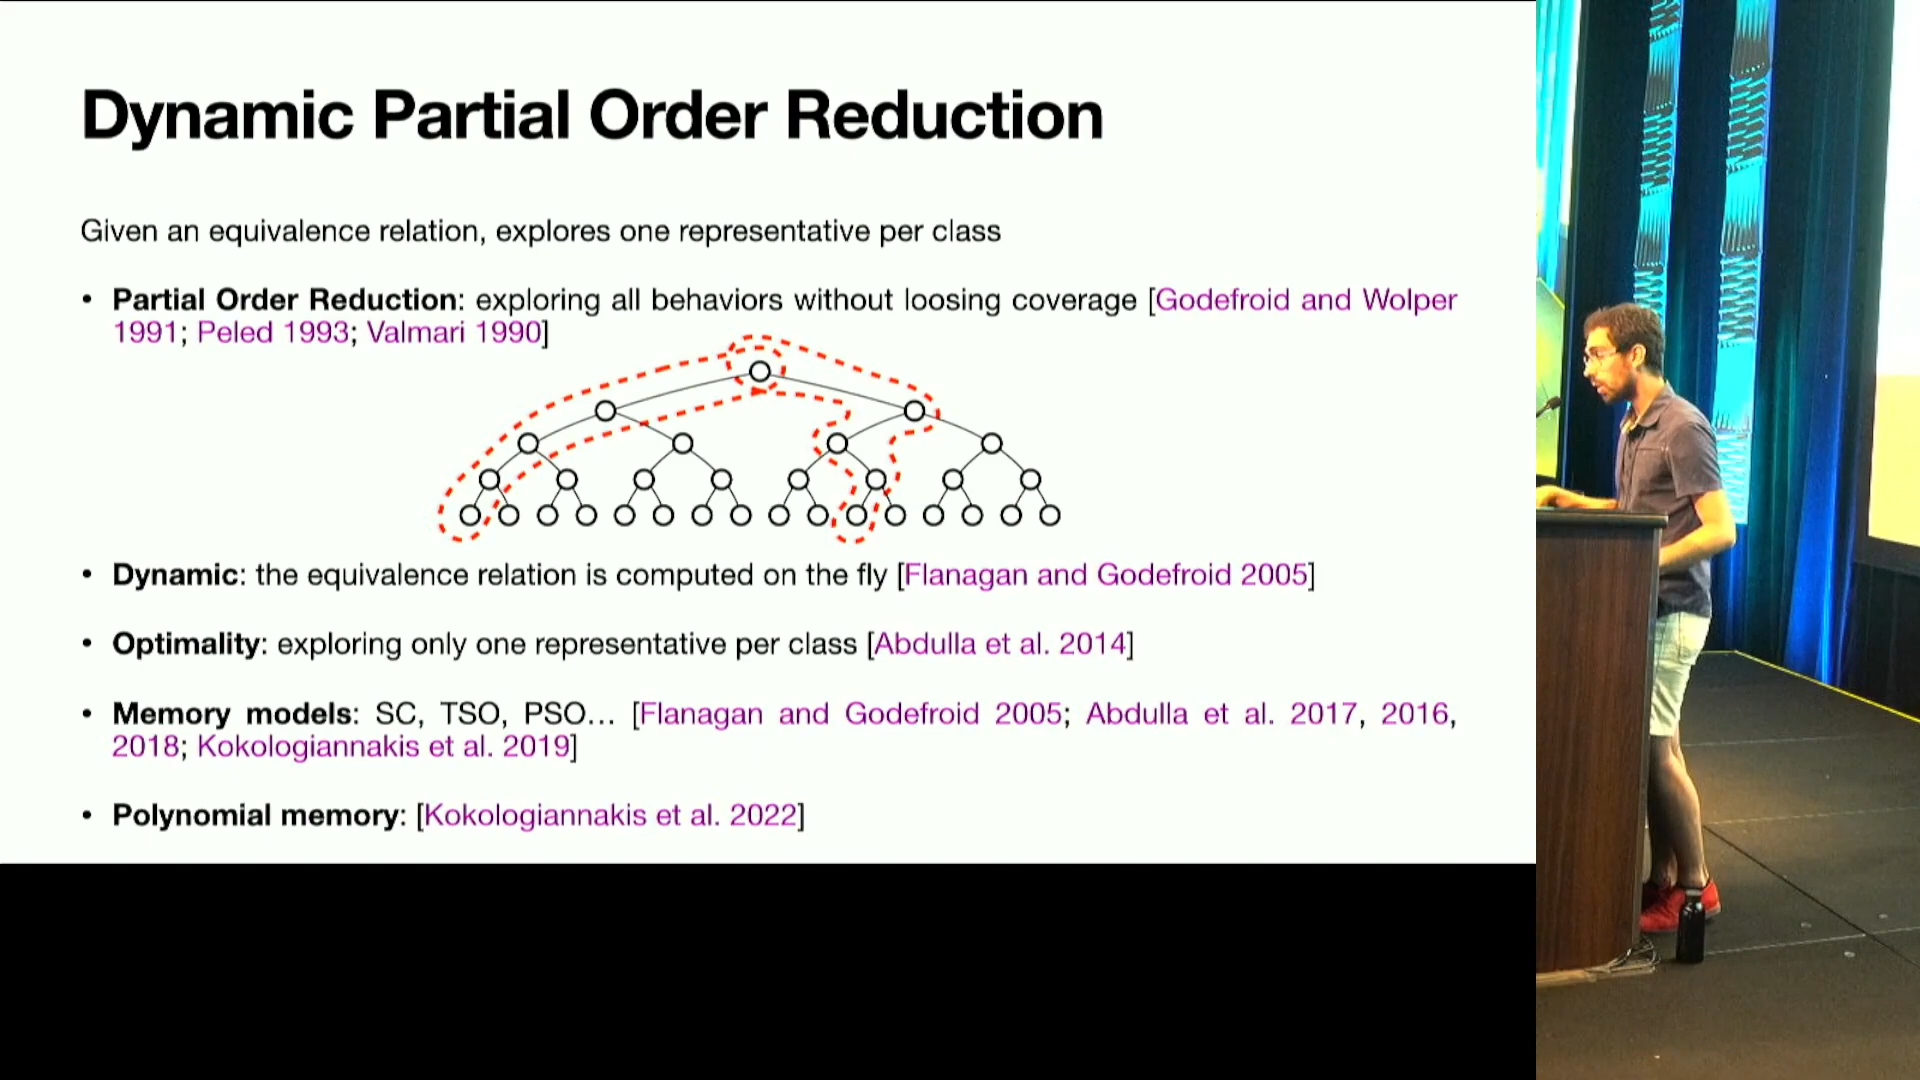 Dynamic Partial Order Reduction
Given an equivalence relation, explores one representative per class
• Partial Order Reduction: exploring all behaviors without loosing coverage [Godefroid and Wolper
1991; Peled 1993; Valmari 1990]
• Dynamic: the equivalence relation is computed on the fly [Flanagan and Godefroid 2005]
• Optimality: exploring only one representative per class [Abdulla et al. 2014]
• Memory models: SC, TSO, PSO... [Flanagan and Godefroid 2005; Abdulla et al. 2017, 2016,
2018; Kokologiannakis et al. 2019]
• Polynomial memory: [Kokologiannakis et al. 2022]